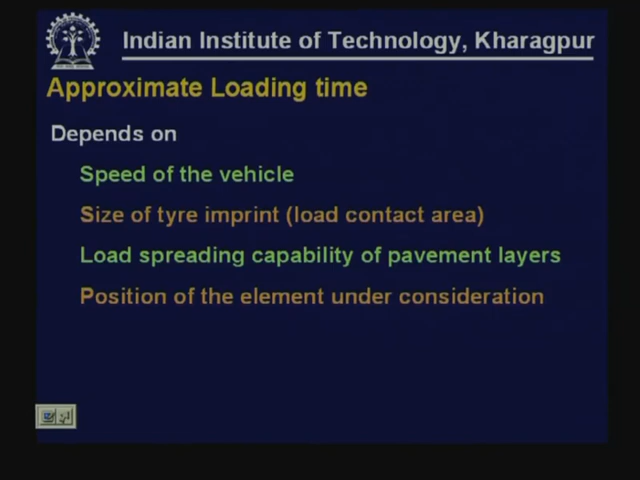 Indian Institute of Technology, Kharagpur
Approximate Loading time
Depends on
Speed of the vehicle
Size of tyre imprint (load contact area)
Load spreading capability of pavement layers
Position of the element under consideration